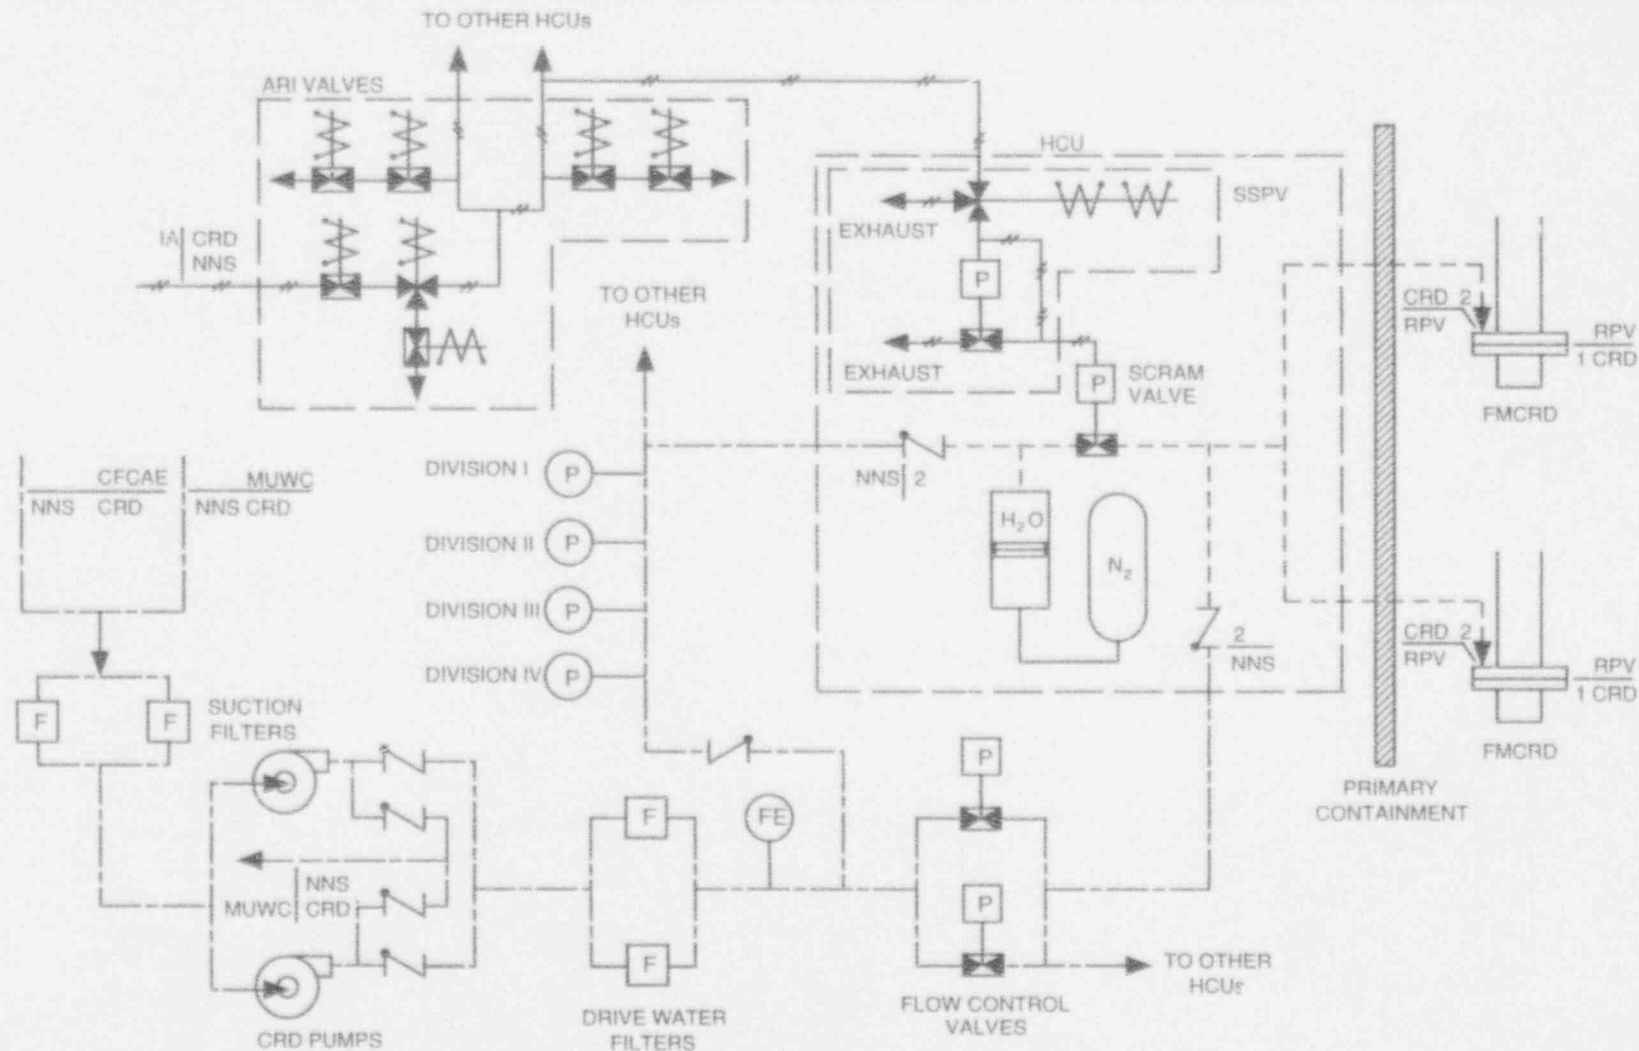 TO OTHER HCUs
ARI VALVES
HCU
SSPV
EXHAUST
IA CRD
NNS
TO OTHER
HCUs
P
CRD 2
RPV
RPV
1 CRD
EXHAUST
P
SCRAM
VALVE
FMCRD
DIVISION I
P
NNS 2
CFCAE
NNS CRD
MUWC
NNS CRD
H2O
N2
DIVISION II
P
DIVISION III
P
2
NNS
CRD 2
RPV
RPV
1 CRD
DIVISION IV
P
F
F
SUCTION
FILTERS
FMCRD
P
PRIMARY
CONTAINMENT
F
FE
NNS
MUWC CRD
P
F
TO OTHER
HCUs
FLOW CONTROL
VALVES
DRIVE WATER
FILTERS
CRD PUMPS